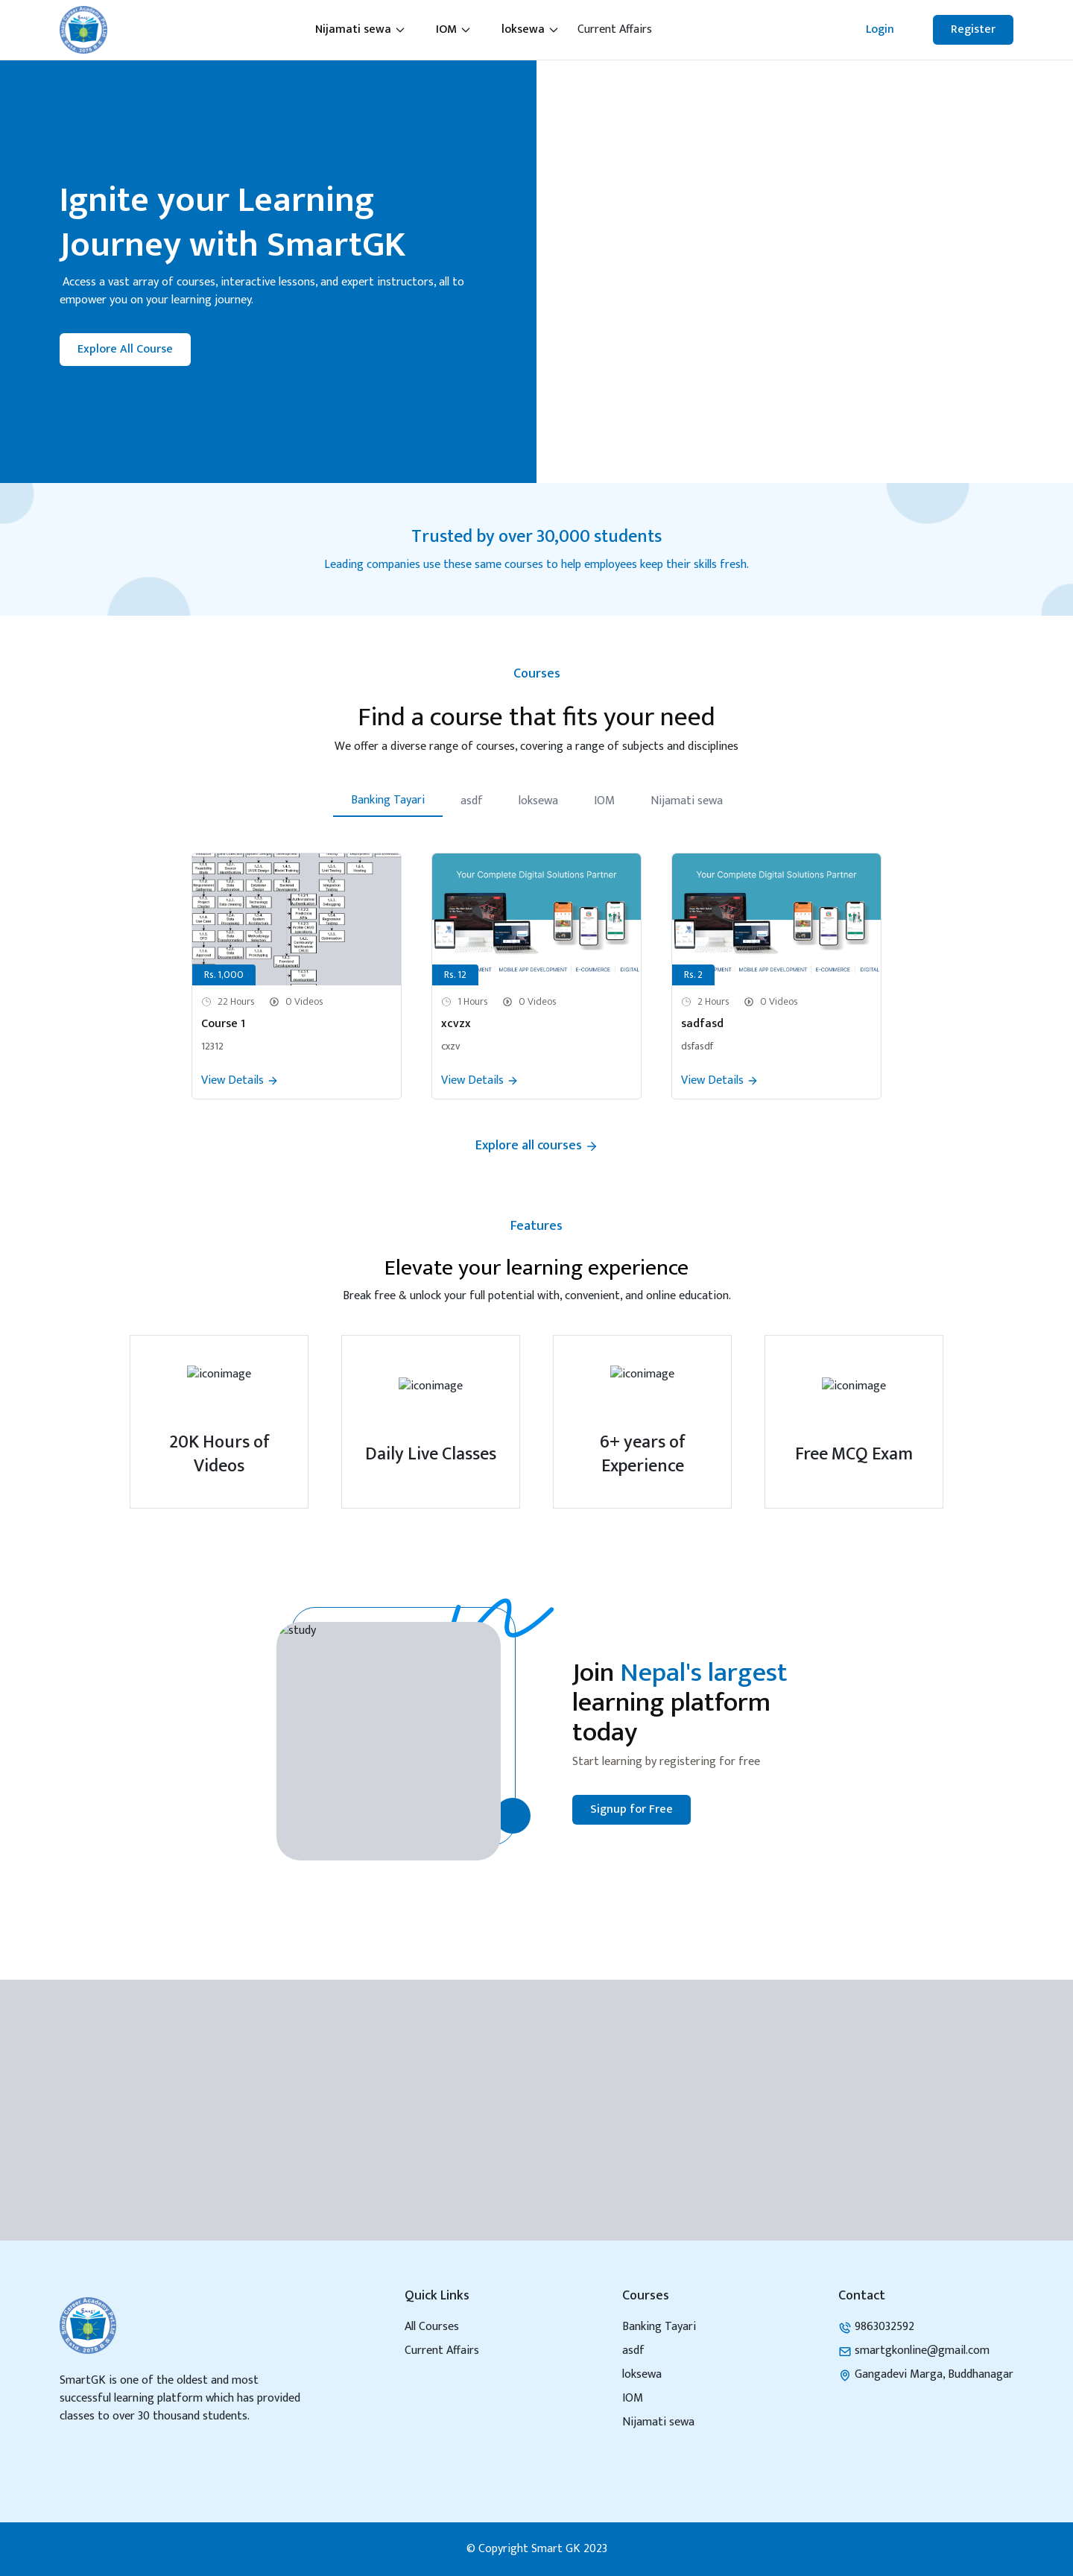 Nijamati sewa
IOM
loksewa
Current Affairs
Login
Register
Ignite your Learning
Journey with SmartGK
Access a vast array of courses, interactive lessons, and expert instructors, all to
empower you on your learning journey.
Explore All Course
Trusted by over 30,000 students
Leading companies use these same courses to help employees keep their skills fresh.
Courses
Find a course that fits your need
We offer a diverse range of courses, covering a range of subjects and disciplines
Banking Tayari
asdf
loksewa
IOM
Nijamati sewa
Rs. 1,000
22 Hours
0 Videos
Course 1
12312
View Details
Your Complete Digital Solutions Partner
MOBILE APP DEVELOPMENT
E-COMMERCE
DIGITAL
Rs. 12
1 Hours
0 Videos
xcvzx
cxzv
View Details
Your Complete Digital Solutions Partner
MOBILE APP DEVELOPMENT
E-COMMERCE
DIGITAL
Rs. 2
2 Hours
0 Videos
sadfasd
dsfasdf
View Details
Explore all courses
Features
Elevate your learning experience
Break free & unlock your full potential with, convenient, and online education.
iconimage
20K Hours of
Videos
iconimage
Daily Live Classes
iconimage
6+ years of
Experience
iconimage
Free MCQ Exam
study
Join Nepal's largest
learning platform
today
Start learning by registering for free
Signup for Free
SmartGK is one of the oldest and most
successful learning platform which has provided
classes to over 30 thousand students.
Quick Links
All Courses
Current Affairs
Courses
Banking Tayari
asdf
loksewa
IOM
Nijamati sewa
Contact
9863032592
smartgkonline@gmail.com
Gangadevi Marga, Buddhanagar
© Copyright Smart GK 2023